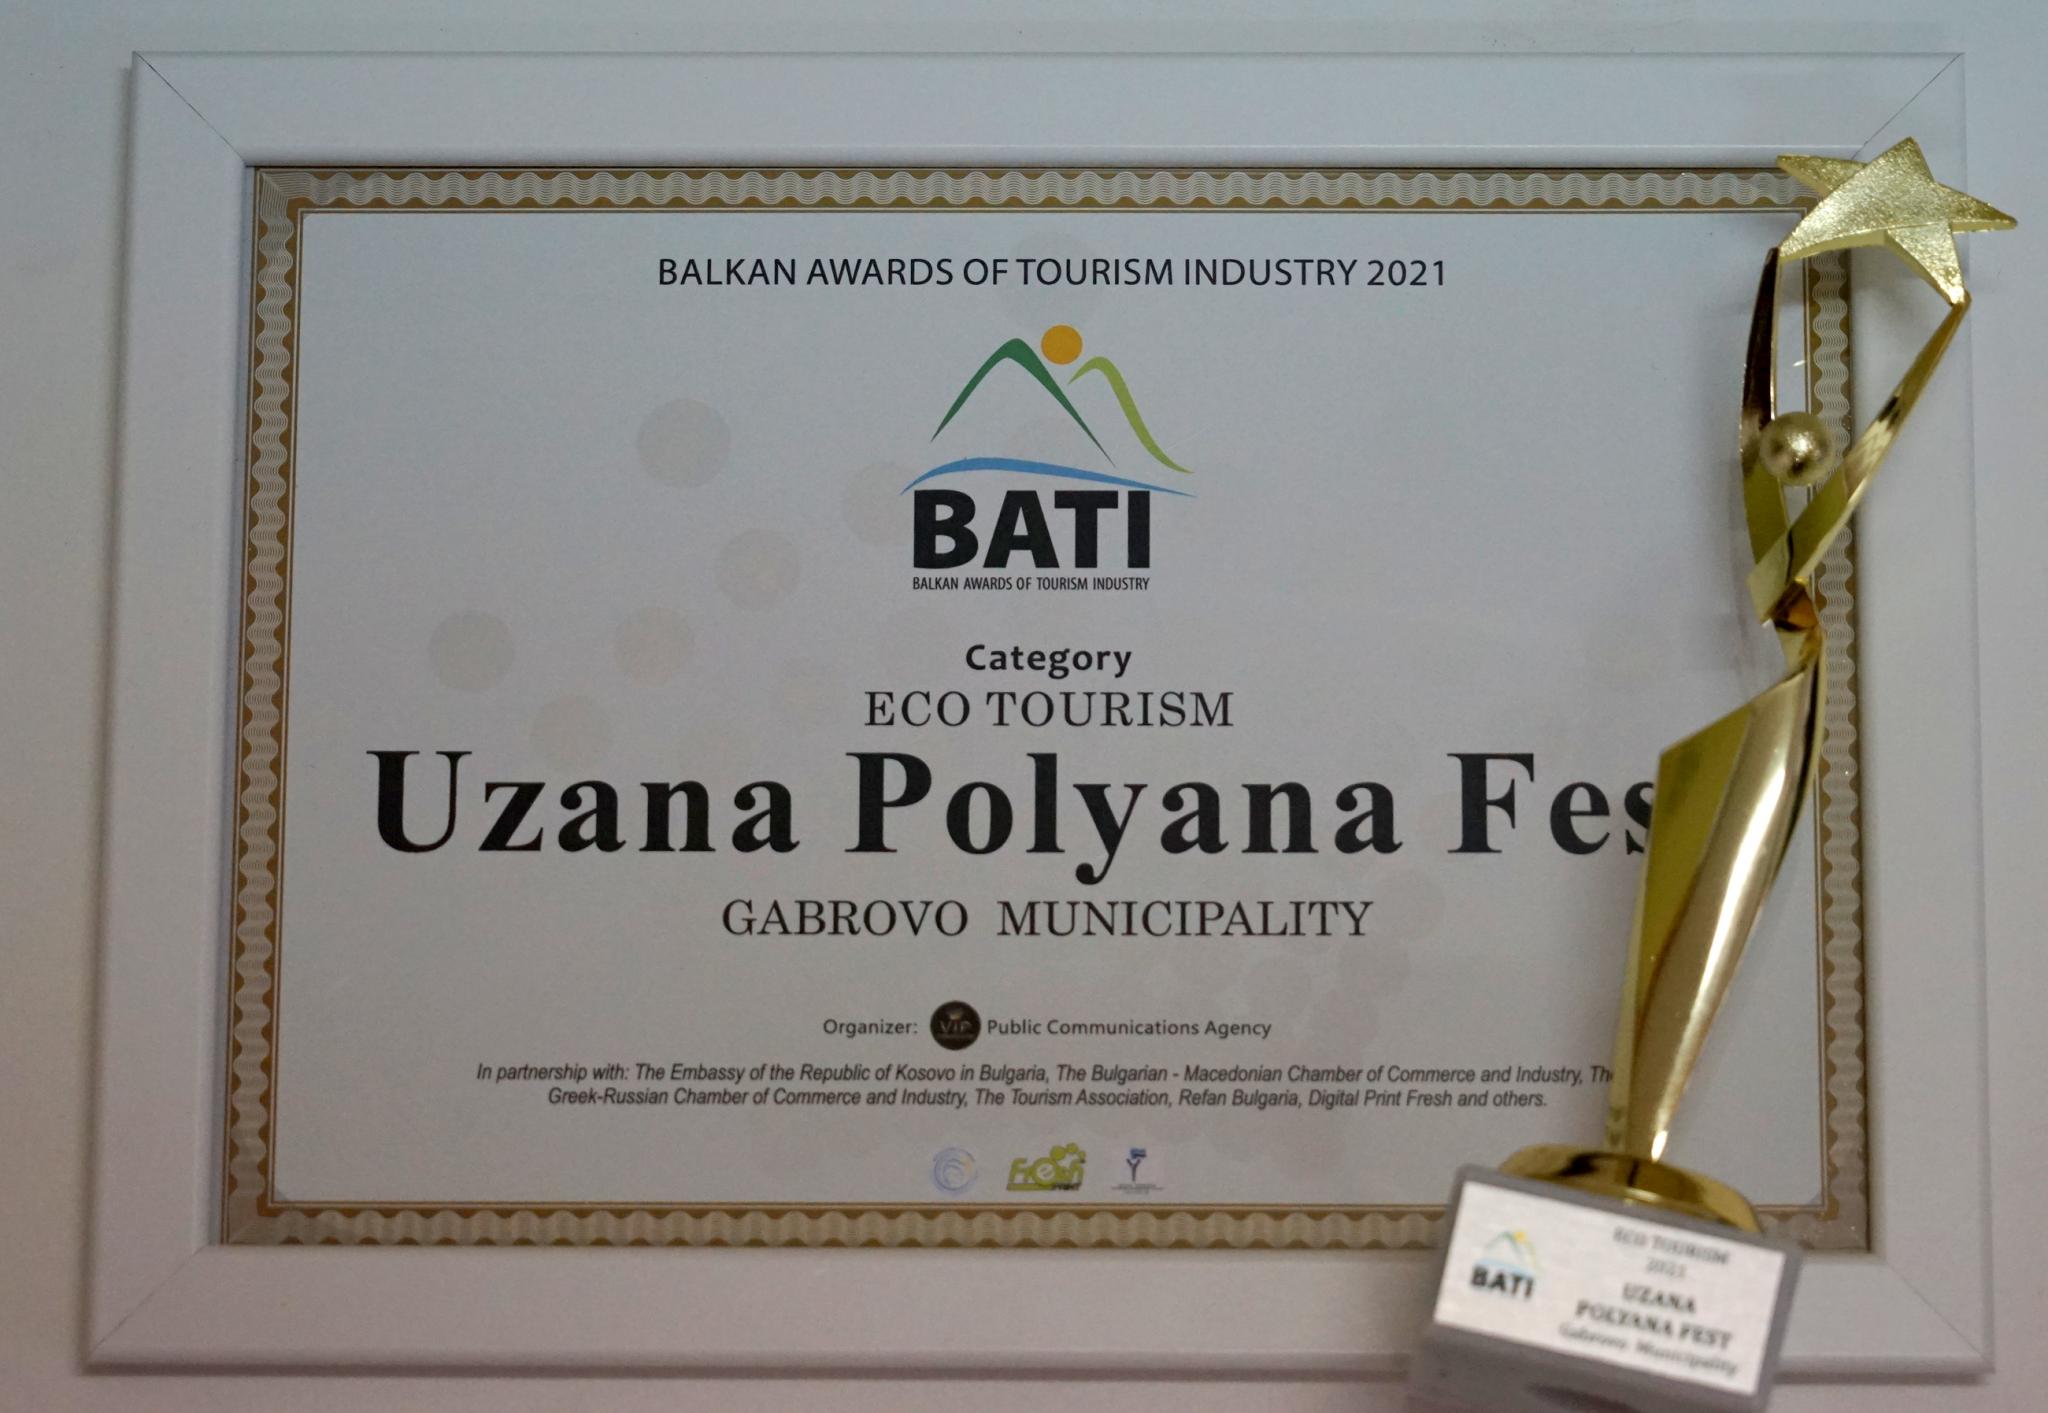 BALKAN AWARDS OF TOURISM INDUSTRY 2021
BATI
BALKAN AWARDS OF TOURISM INDUSTRY
Category
ECO TOURISM
Uzana Polyana Fes
GABROVO MUNICIPALITY
Organizer: VIP Public Communications Agency
In partnership with: The Embassy of the Republic of Kosovo in Bulgaria, The Bulgarian - Macedonian Chamber of Commerce and Industry, Th
Greek-Russian Chamber of Commerce and Industry, The Tourism Association, Refan Bulgaria, Digital Print Fresh and others.
Fresh
BATI
ECO TOURISM
2021
UZANA
POLYANA FEST
Gabrovo Municipality